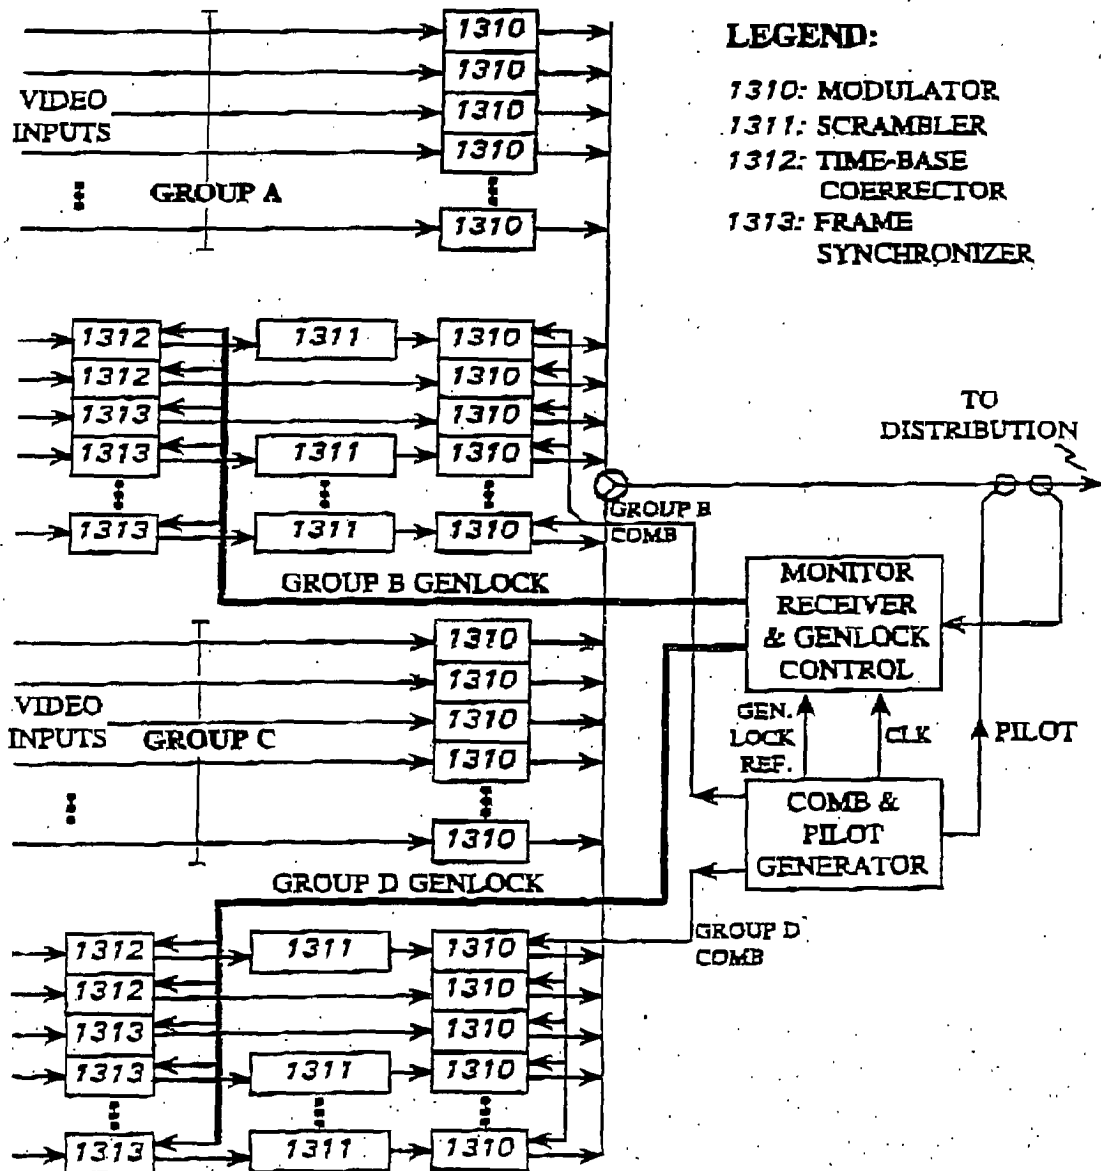 1310
1310
1310
1310
1310
VIDEO
INPUTS
GROUP A
LEGEND:
1310: MODULATOR
1311: SCRAMBLER
1312: TIME-BASE
COERRECTOR
1313: FRAME
SYNCHRONIZER
1312 1311 1310
1312 1310
1313 1310
1313 1311 1310
1313 1311 1310
TO
DISTRIBUTION
GROUP B
COMB
GROUP B GENLOCK
MONITOR
RECEIVER
& GENLOCK
CONTROL
1310
1310
1310
1310
1310
VIDEO
INPUTS
GROUP C
GEN.
LOCK
REF.
CLK
PILOT
COMB &
PILOT
GENERATOR
GROUP D GENLOCK
GROUP D
COMB
1312 1311 1310
1312 1310
1313 1310
1313 1311 1310
1313 1311 1310